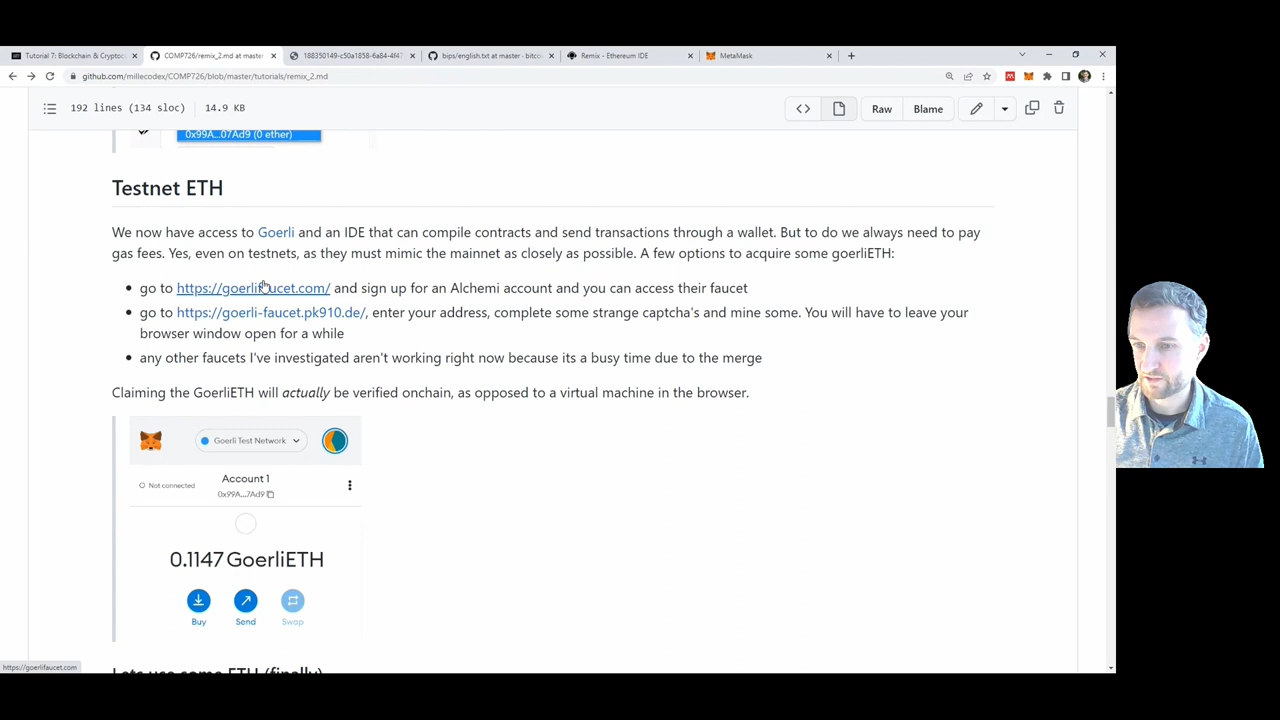 Tutorial 7: Blockchain & Cryptoc
COMP726/remix_2.md at master
188350149-c50a1858-6a84-4f47
bips/english.txt at master · bitco
Remix - Ethereum IDE
MetaMask
github.com/millecodex/COMP726/blob/master/tutorials/remix_2.md
192 lines (134 sloc)
14.9 KB
Raw
Blame
0x99A...07Ad9 (0 ether)
Testnet ETH
We now have access to Goerli and an IDE that can compile contracts and send transactions through a wallet. But to do we always need to pay
gas fees. Yes, even on testnets, as they must mimic the mainnet as closely as possible. A few options to acquire some goerliETH:
• go to https://goerlifaucet.com/ and sign up for an Alchemi account and you can access their faucet
• go to https://goerli-faucet.pk910.de/, enter your address, complete some strange captcha's and mine some. You will have to leave your
browser window open for a while
• any other faucets I've investigated aren't working right now because its a busy time due to the merge
Claiming the GoerliETH will actually be verified onchain, as opposed to a virtual machine in the browser.
Goerli Test Network
Account 1
Not connected
0x99A...7Ad9
0.1147 GoerliETH
Buy
Send
Swap
https://goerlifaucet.com
Lets use some ETH (finally)